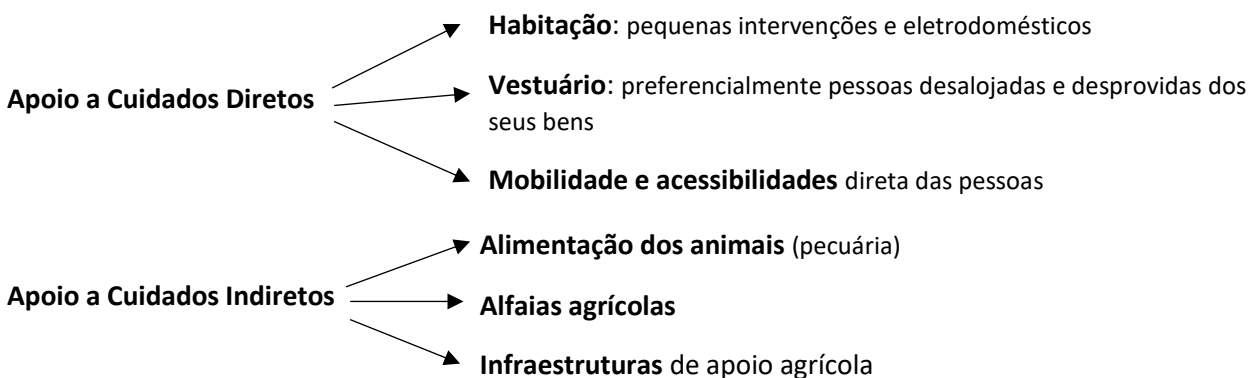 Apoio a Cuidados Diretos
Habitação: pequenas intervenções e eletrodomésticos
Vestuário: preferencialmente pessoas desalojadas e desprovidas dos
seus bens
Mobilidade e acessibilidades direta das pessoas
Apoio a Cuidados Indiretos
Alimentação dos animais (pecuária)
Alfaias agrícolas
Infraestruturas de apoio agrícola